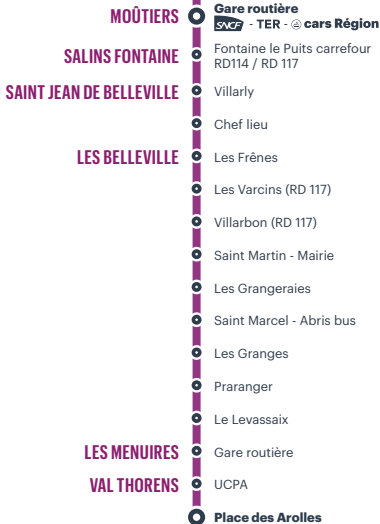 MOÛTIERS Gare routière
SNCF - TER - cars Région
SALINS FONTAINE Fontaine le Puits carrefour
RD114 / RD 117
SAINT JEAN DE BELLEVILLE Villarly
Chef lieu
LES BELLEVILLE Les Frênes
Les Varcins (RD 117)
Villarbon (RD 117)
Saint Martin - Mairie
Les Grangeraies
Saint Marcel - Abris bus
Les Granges
Praranger
Le Levassaix
LES MENUIRES Gare routière
VAL THORENS UCPA
Place des Arolles